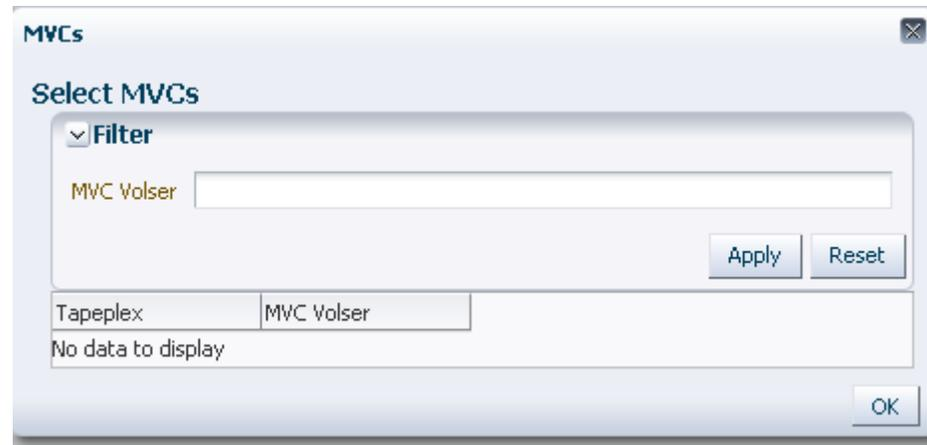 MVCs
Select MVCs
Filter
MVC Volser
Apply Reset
Tapeplex MVC Volser
No data to display
OK